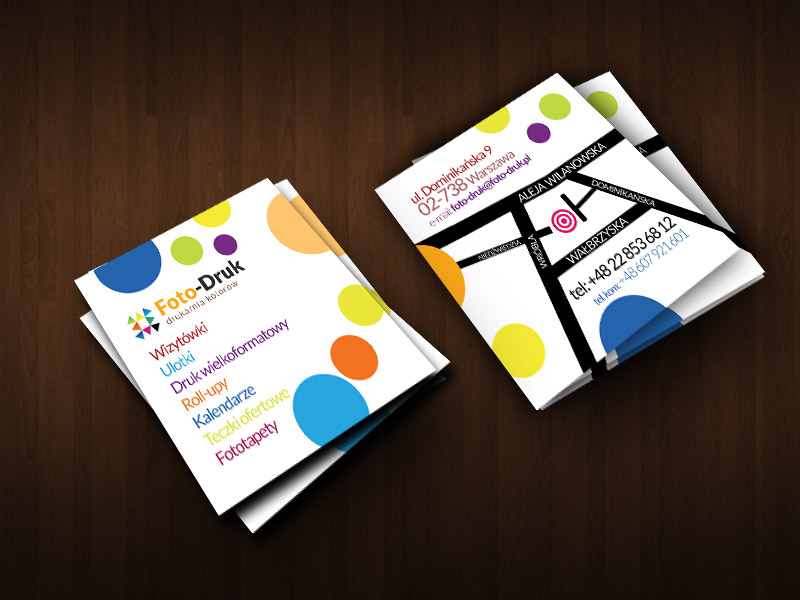 Foto-Druk
drukarnia kolorów
Wizytówki
Ulotki
Druk wielkoformatowy
Roll-upy
Kalendarze
Teczki ofertowe
Fototapety
ul. Dominikańska 9
02-738 Warszawa
e-mail: foto-druk@foto-druk.pl
ALEJA WILANOWSKA
DOMINIKAŃSKA
NIEDŹWIEDZIA
WRÓBLA
WAŁBRZYSKA
tel: +48 22 853 68 12
tel. kom: +48 607 921 601